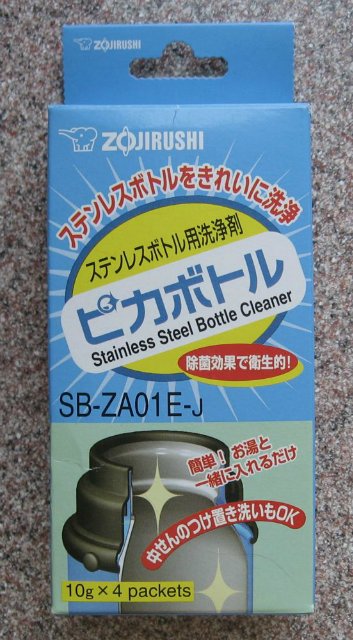 ZOJIRUSHI
ZOJIRUSHI
ステンレスボトルをきれいに洗浄
ステンレスボトル用洗浄剤
ピカボトル
Stainless Steel Bottle Cleaner
除菌効果で衛生的!
SB-ZA01E-J
簡単! お湯と
一緒に入れるだけ
中せんのつけ置き洗いもOK
10g×4 packets